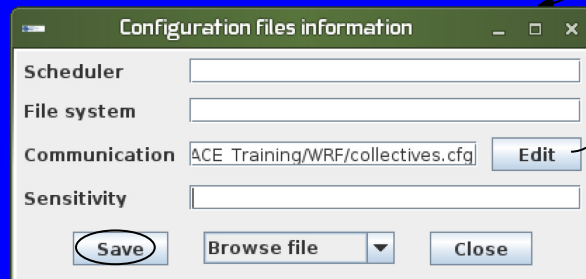 Configuration files information
Scheduler
File system
Communication ACE_Training/WRF/collectives.cfg Edit
Sensitivity
Save Browse file Close